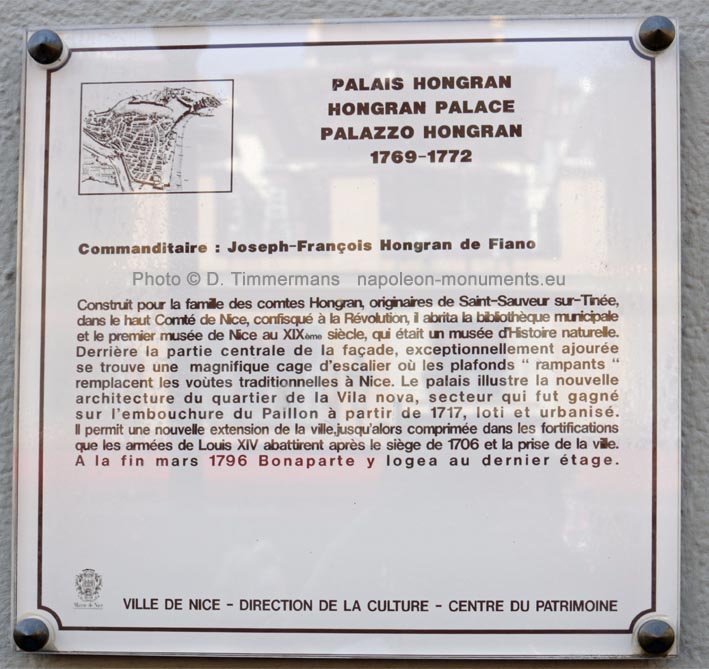 PALAIS HONGRAN
HONGRAN PALACE
PALAZZO HONGRAN
1769-1772
Commanditaire : Joseph-François Hongran de Fiano
Photo © D. Timmermans napoleon-monuments.eu
Construit pour la famille des comtes Hongran, originaires de Saint-Sauveur sur-Tinée,
dans le haut Comté de Nice, confisqué à la Révolution, il abrita la bibliothèque municipale
et le premier musée de Nice au XIXème siècle, qui était un musée d'Histoire naturelle.
Derrière la partie centrale de la façade, exceptionnellement ajourée
se trouve une magnifique cage d'escalier où les plafonds " rampants "
remplacent les voûtes traditionnelles à Nice. Le palais illustre la nouvelle
architecture du quartier de la Vila nova, secteur qui fut gagné
sur l'embouchure du Paillon à partir de 1717, loti et urbanisé.
Il permit une nouvelle extension de la ville,jusqu'alors comprimée dans les fortifications
que les armées de Louis XIV abattirent après le siège de 1706 et la prise de la ville.
A la fin mars 1796 Bonaparte y logea au dernier étage.
VILLE DE NICE - DIRECTION DE LA CULTURE - CENTRE DU PATRIMOINE